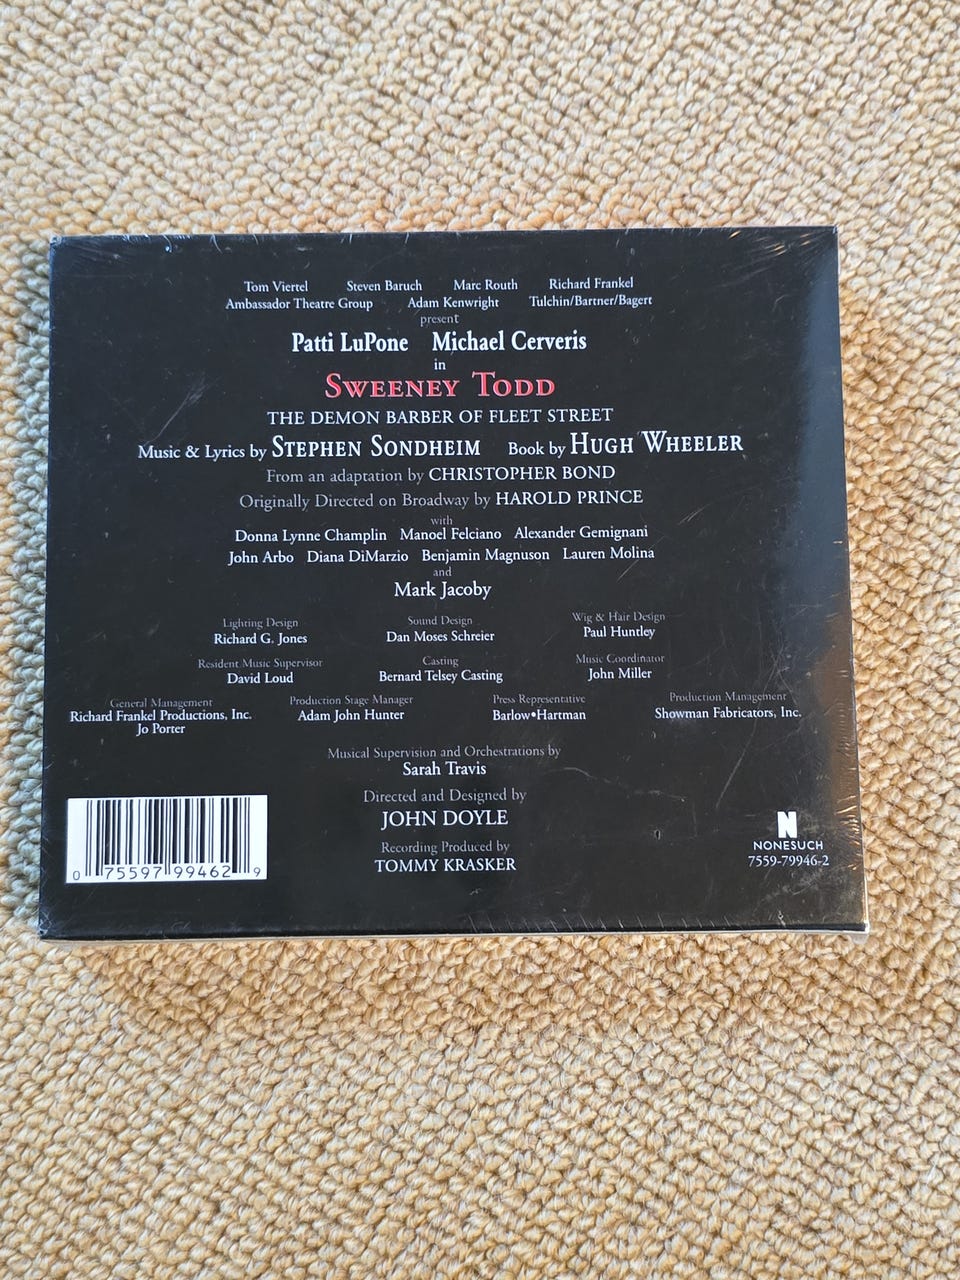 Tom Viertel Steven Baruch Marc Routh Richard Frankel
Ambassador Theatre Group Adam Kenwright Tulchin/Bartner/Bagert
present
Patti LuPone Michael Cerveris
in
SWEENEY TODD
THE DEMON BARBER OF FLEET STREET
Music & Lyrics by STEPHEN SONDHEIM Book by HUGH WHEELER
From an adaptation by CHRISTOPHER BOND
Originally Directed on Broadway by HAROLD PRINCE
with
Donna Lynne Champlin Manoel Felciano Alexander Gemignani
John Arbo Diana DiMarzio Benjamin Magnuson Lauren Molina
and
Mark Jacoby
Lighting Design Sound Design Wig & Hair Design
Richard G. Jones Dan Moses Schreier Paul Huntley
Resident Music Supervisor Casting Music Coordinator
David Loud Bernard Telsey Casting John Miller
General Management Production Stage Manager Press Representative Production Management
Richard Frankel Productions, Inc. Adam John Hunter Barlow•Hartman Showman Fabricators, Inc.
Jo Porter
Musical Supervision and Orchestrations by
Sarah Travis
Directed and Designed by
JOHN DOYLE
Recording Produced by
TOMMY KRASKER
0 75597 99462 9
N
NONESUCH
7559-79946-2